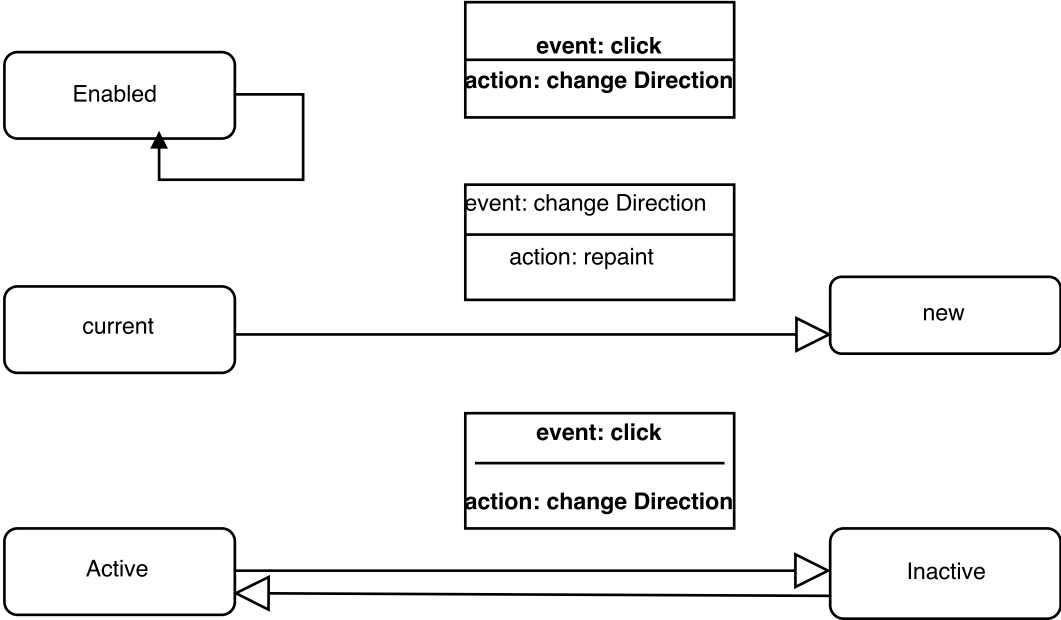 event: click
action: change Direction
Enabled
event: change Direction
action: repaint
current
new
event: click
action: change Direction
Active
Inactive